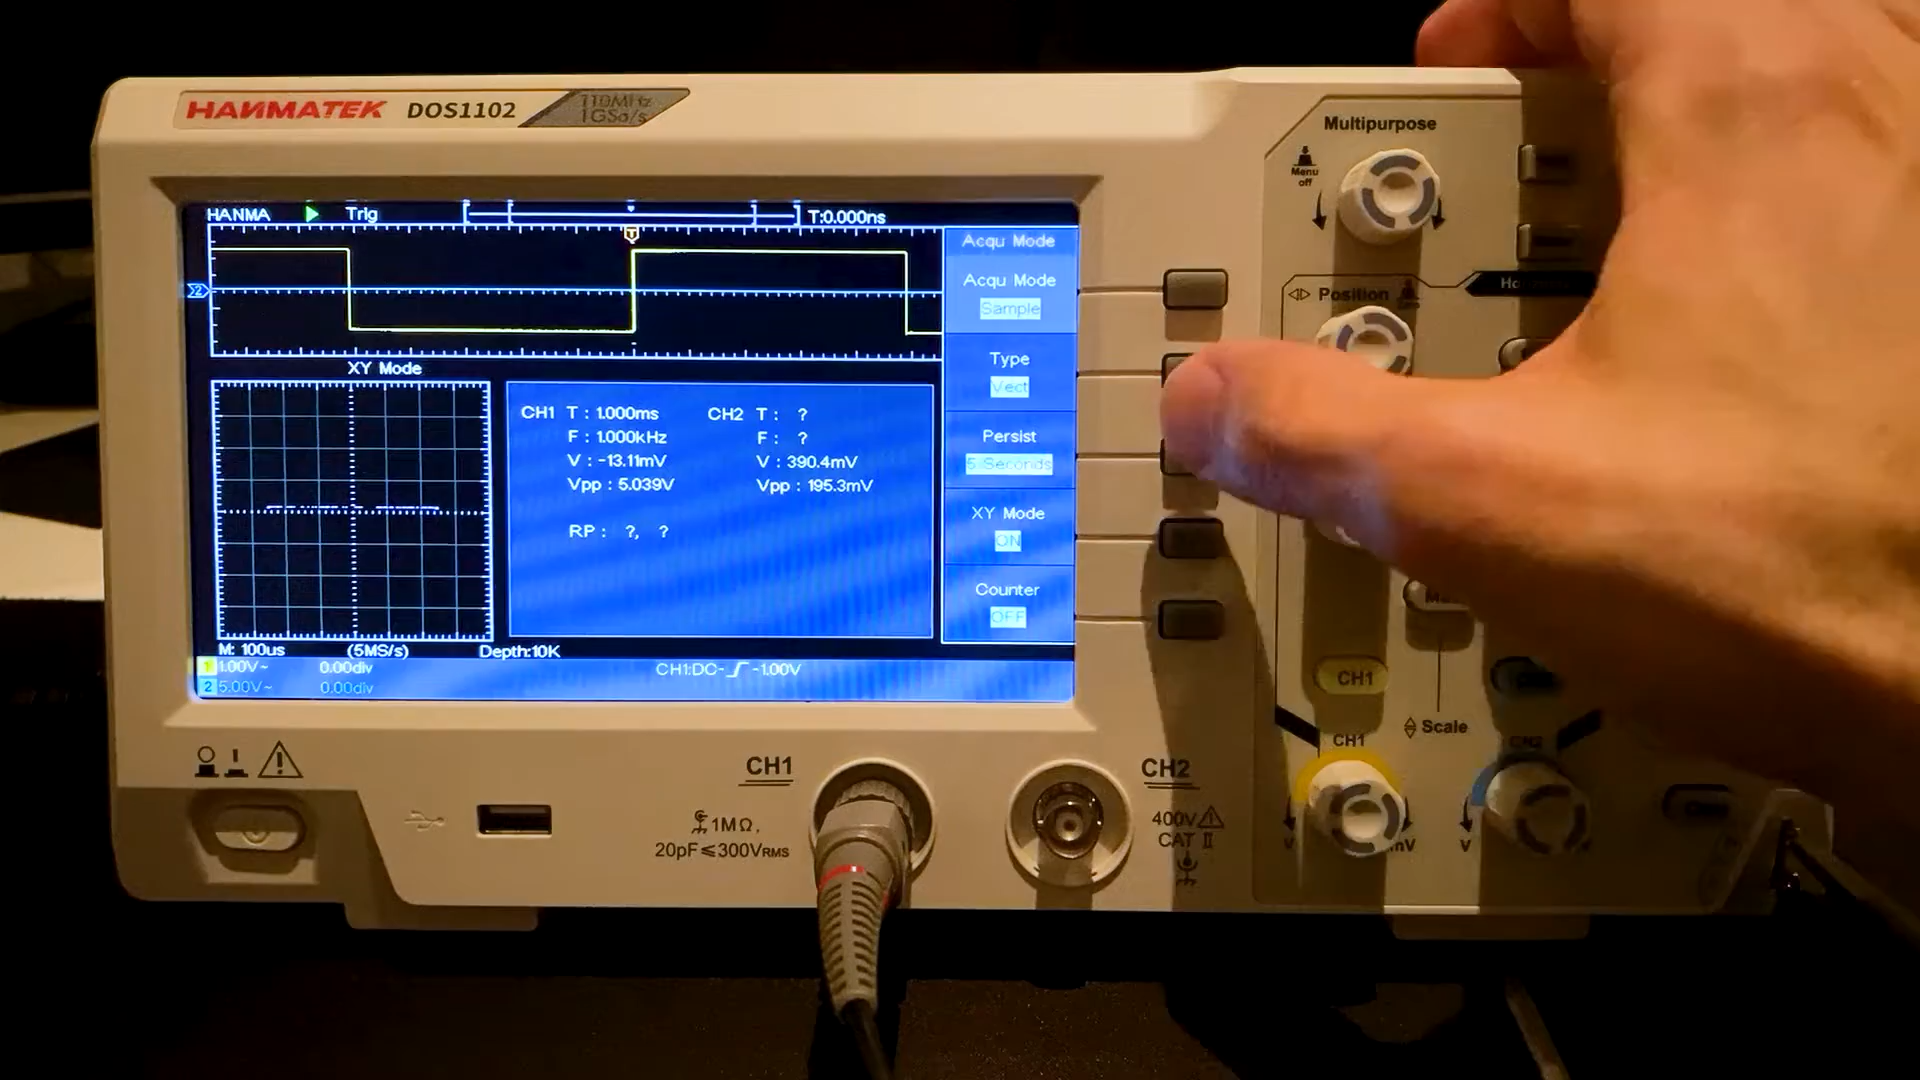 HANMATEK DOS1102 110MHz
1GSa/s
Multipurpose
Menu
off
HANMA Trig T:0.000ns
T
Acqu Mode
Acqu Mode
Sample
Position
2
Type
Vect
XY Mode
CH1 T : 1.000ms CH2 T : ?
F : 1.000kHz F : ?
V : -13.11mV V : 390.4mV
Vpp : 5.039V Vpp : 195.3mV
RP : ?, ?
Persist
5 Seconds
XY Mode
ON
Counter
OFF
M: 100us (5MS/s) Depth:10K
1 1.00V~ 0.00div CH1:DC- -1.00V
2 5.00V~ 0.00div
CH1
Scale
CH1 CH2
CH1
CH2
1MΩ,
20pF≤300VRMS
400V
CAT II
V mV V